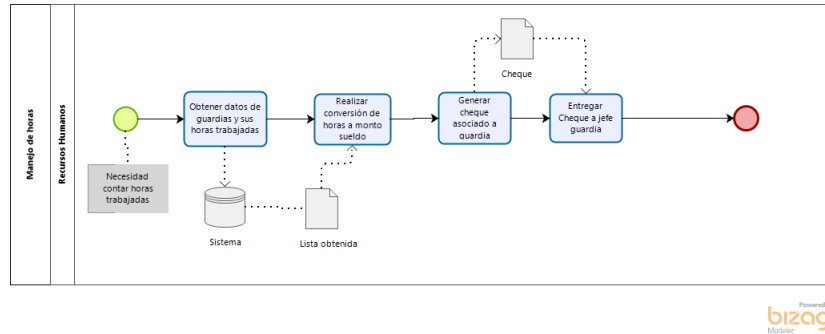 Manejo de horas
Recursos Humanos
Obtener datos de
guardias y sus
horas trabajadas
Realizar
conversión de
horas a monto
sueldo
Generar
cheque
asociado a
guardia
Entregar
Cheque a jefe
guardia
Cheque
Necesidad
contar horas
trabajadas
Sistema
Lista obtenida
Powered
bizag
Modeler